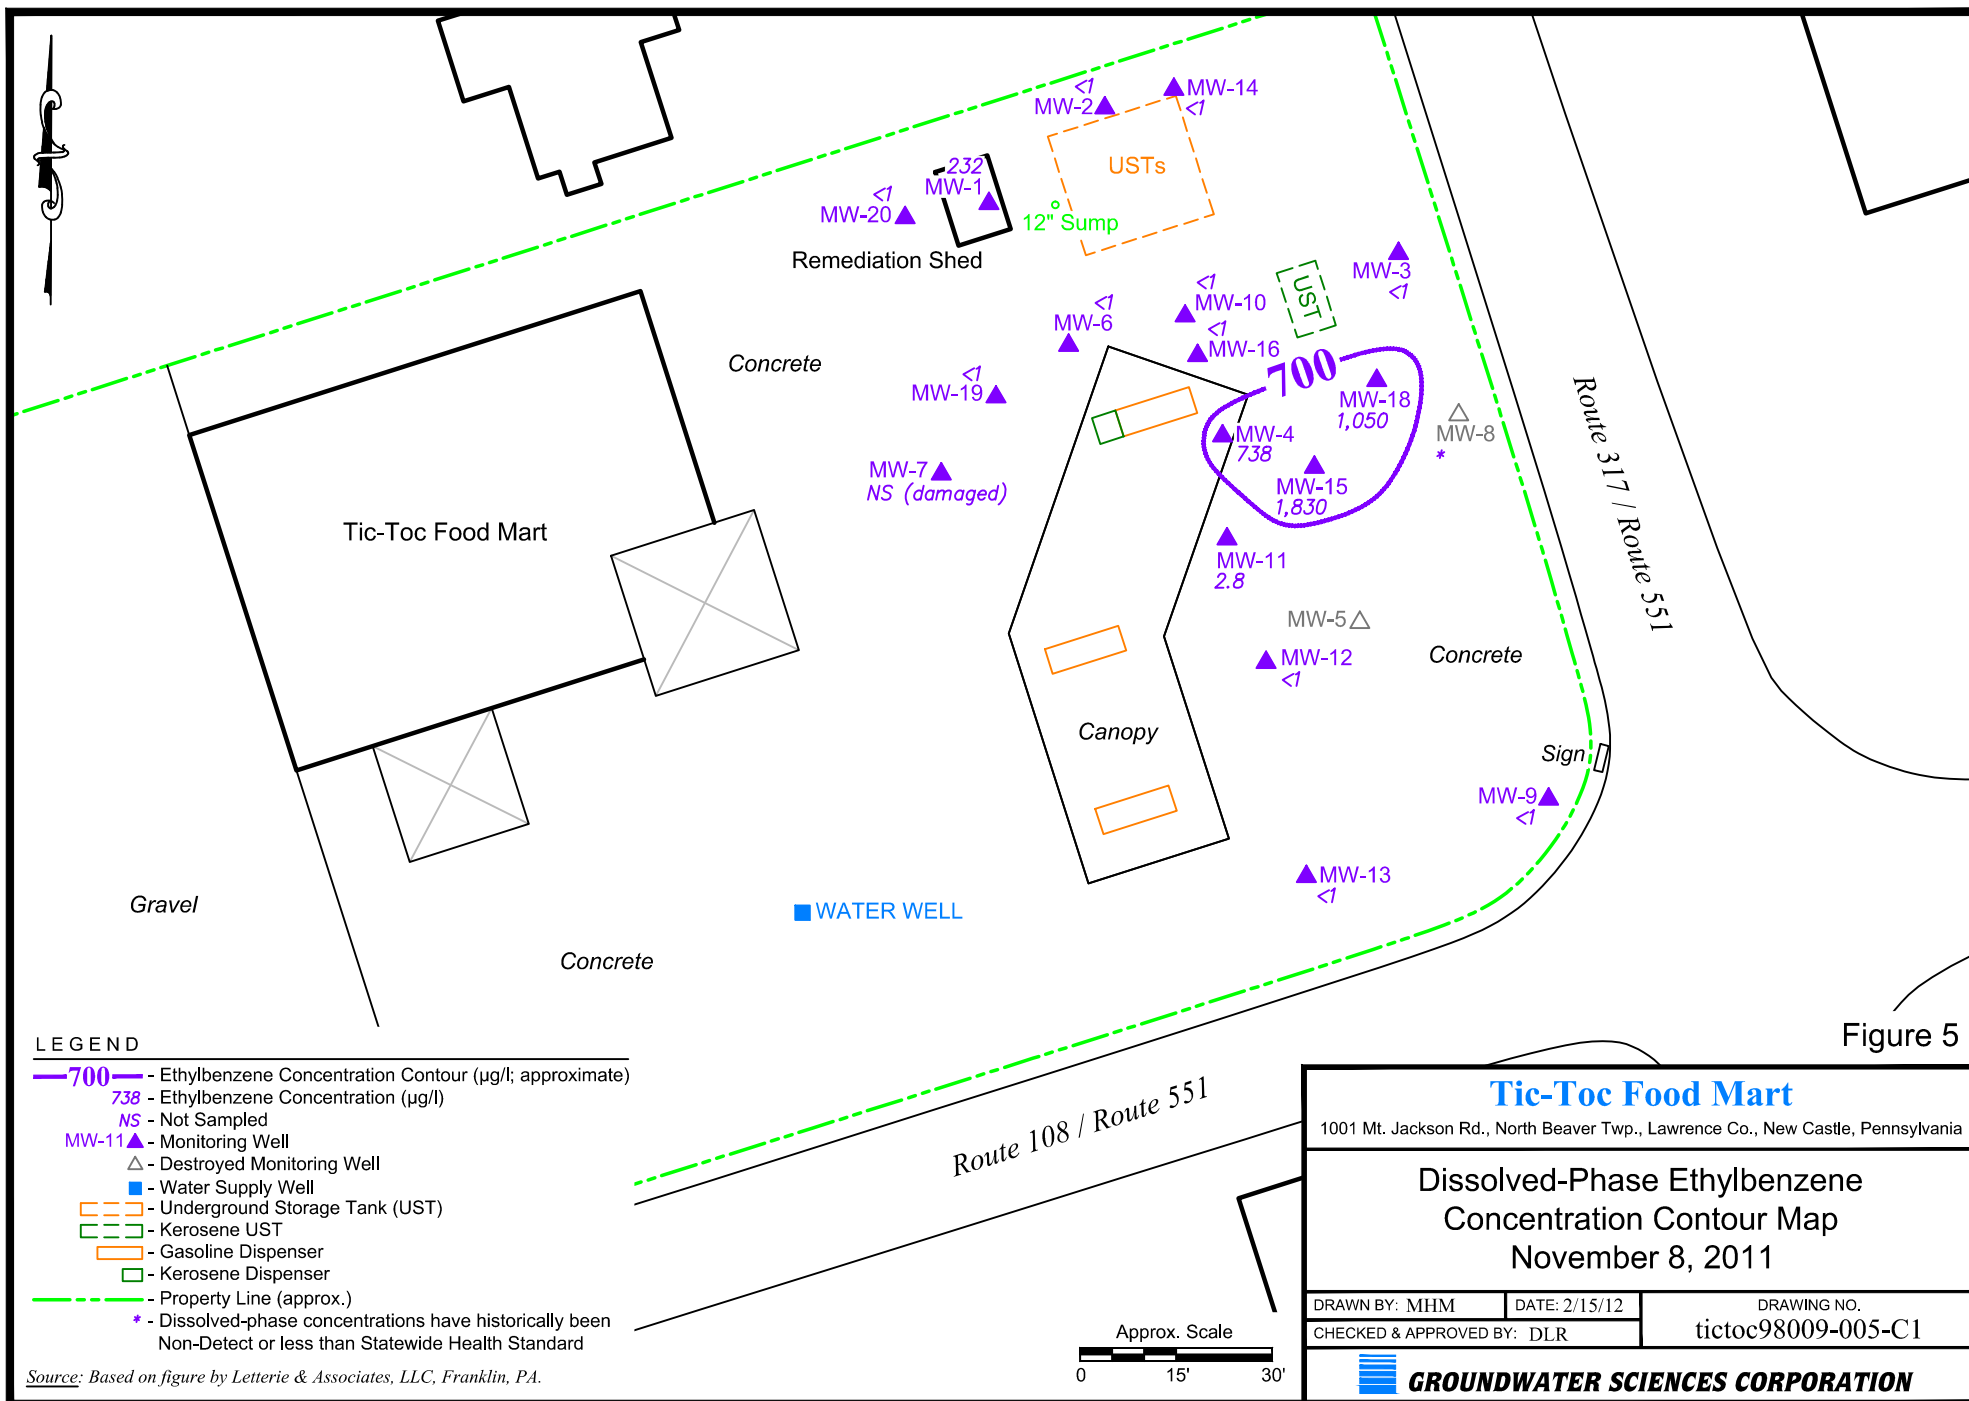 <1
MW-2
MW-14
<1
USTs
232
MW-1
<1
MW-20
12" Sump
Remediation Shed
MW-3
<1
UST
<1
MW-10
<1
MW-6
<1
MW-16
Concrete
700
<1
MW-19
MW-18
1,050
MW-4
738
MW-8
*
Route 317 / Route 551
MW-7
NS (damaged)
MW-15
1,830
Tic-Toc Food Mart
MW-11
2.8
MW-5
MW-12
<1
Concrete
Canopy
Sign
MW-9
<1
MW-13
<1
Gravel
WATER WELL
Concrete
Route 108 / Route 551
Figure 5
LEGEND
700 - Ethylbenzene Concentration Contour (µg/l; approximate)
738 - Ethylbenzene Concentration (µg/l)
NS - Not Sampled
MW-11 - Monitoring Well
- Destroyed Monitoring Well
- Water Supply Well
- Underground Storage Tank (UST)
- Kerosene UST
- Gasoline Dispenser
- Kerosene Dispenser
- Property Line (approx.)
* - Dissolved-phase concentrations have historically been
Non-Detect or less than Statewide Health Standard
Source: Based on figure by Letterie & Associates, LLC, Franklin, PA.
Approx. Scale
0 15' 30'
Tic-Toc Food Mart
1001 Mt. Jackson Rd., North Beaver Twp., Lawrence Co., New Castle, Pennsylvania
Dissolved-Phase Ethylbenzene
Concentration Contour Map
November 8, 2011
DRAWN BY: MHM
DATE: 2/15/12
DRAWING NO.
CHECKED & APPROVED BY: DLR
tictoc98009-005-C1
GROUNDWATER SCIENCES CORPORATION